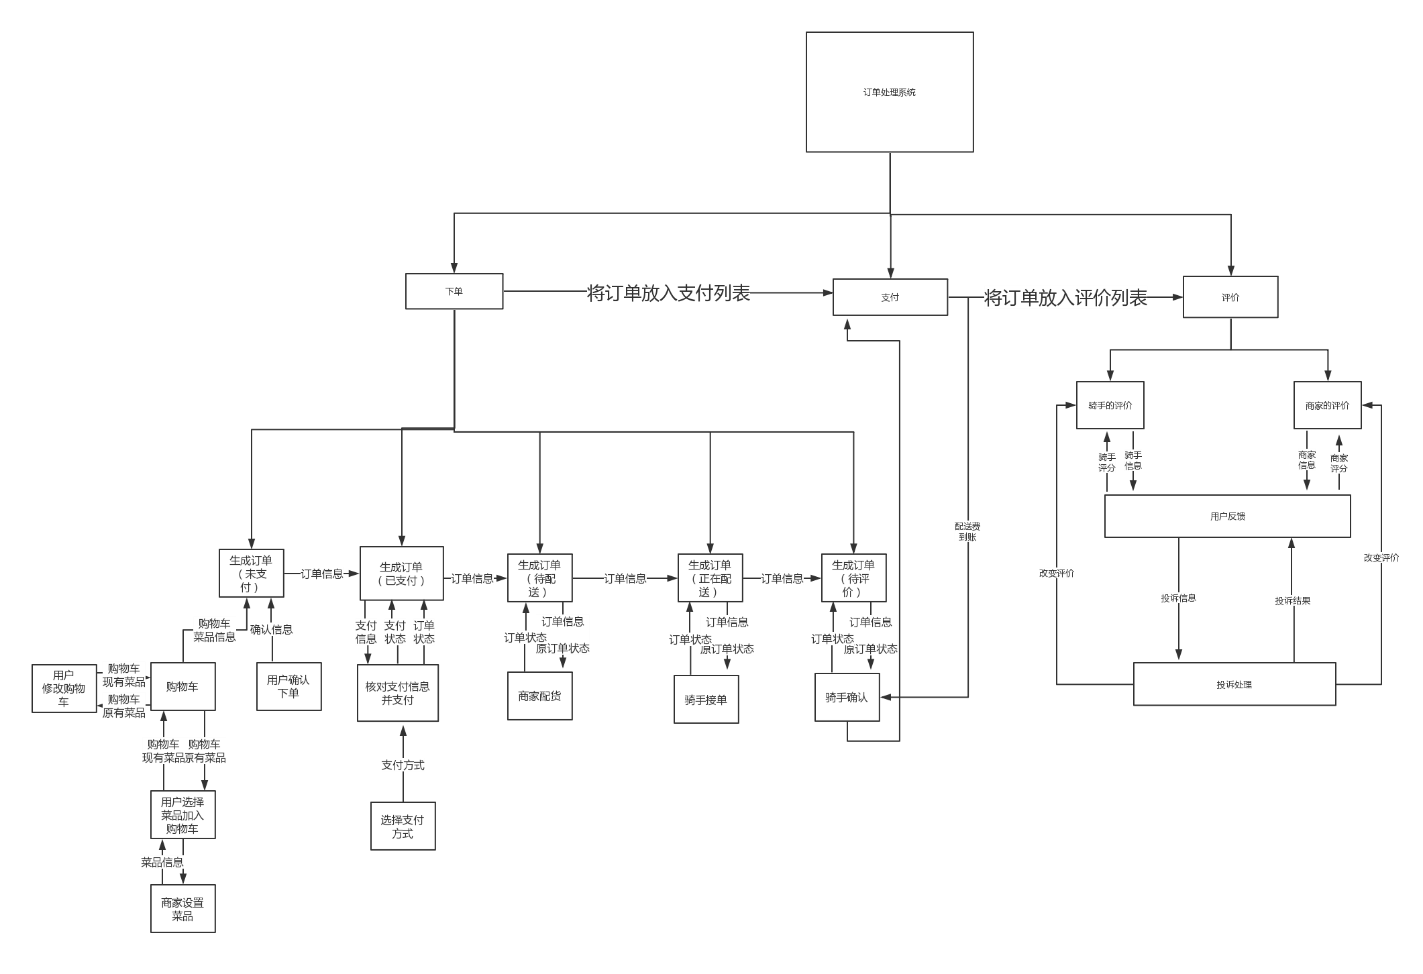 订单处理系统
下单
将订单放入支付列表
支付
将订单放入评价列表
评价
骑手的评价
商家的评价
骑手
评分
骑手
信息
商家
信息
商家
评分
用户反馈
配送费
到账
改变评价
改变评价
投诉信息
投诉结果
投诉处理
生成订单
（未支
付）
订单信息
生成订单
（已支付）
订单信息
生成订单
（待配
送）
订单信息
生成订单
（正在配
送）
订单信息
生成订单
（待评
价）
购物车
菜品信息
确认信息
支付
信息
支付
状态
订单
状态
订单状态
订单信息
原订单状态
订单状态
订单信息
原订单状态
订单状态
订单信息
原订单状态
用户
修改购物
车
购物车
现有菜品
购物车
原有菜品
购物车
用户确认
下单
核对支付信息
并支付
商家配货
骑手接单
骑手确认
购物车
现有菜品
购物车
原有菜品
支付方式
用户选择
菜品加入
购物车
选择支付
方式
菜品信息
商家设置
菜品